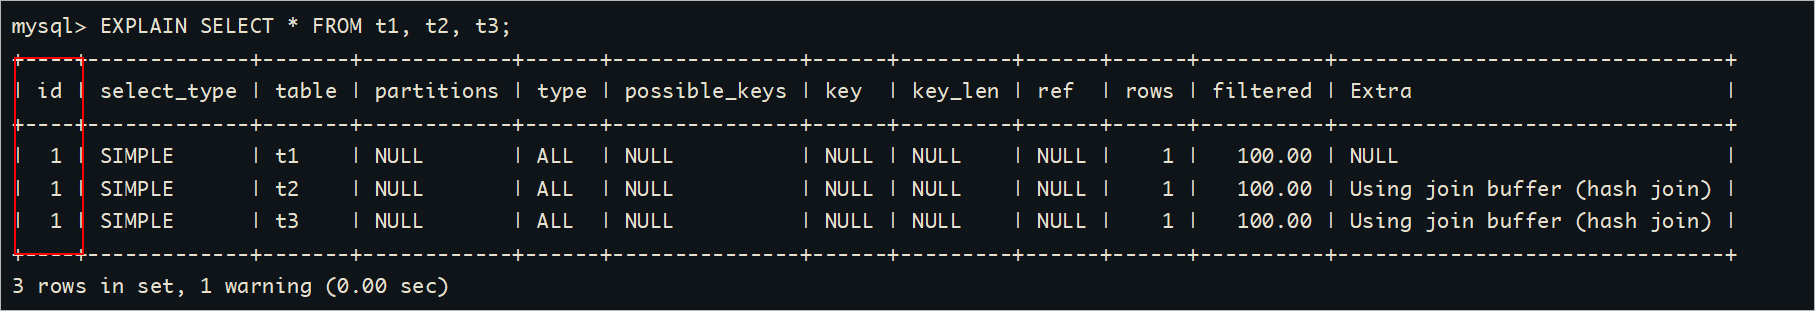 mysql> EXPLAIN SELECT * FROM t1, t2, t3;
+----+-------------+-------+------------+------+---------------+------+---------+------+------+----------+-------------------------------+
| id | select_type | table | partitions | type | possible_keys | key  | key_len | ref  | rows | filtered | Extra                         |
+----+-------------+-------+------------+------+---------------+------+---------+------+------+----------+-------------------------------+
|  1 | SIMPLE      | t1    | NULL       | ALL  | NULL          | NULL | NULL    | NULL |    1 |   100.00 | NULL                          |
|  1 | SIMPLE      | t2    | NULL       | ALL  | NULL          | NULL | NULL    | NULL |    1 |   100.00 | Using join buffer (hash join) |
|  1 | SIMPLE      | t3    | NULL       | ALL  | NULL          | NULL | NULL    | NULL |    1 |   100.00 | Using join buffer (hash join) |
+----+-------------+-------+------------+------+---------------+------+---------+------+------+----------+-------------------------------+
3 rows in set, 1 warning (0.00 sec)